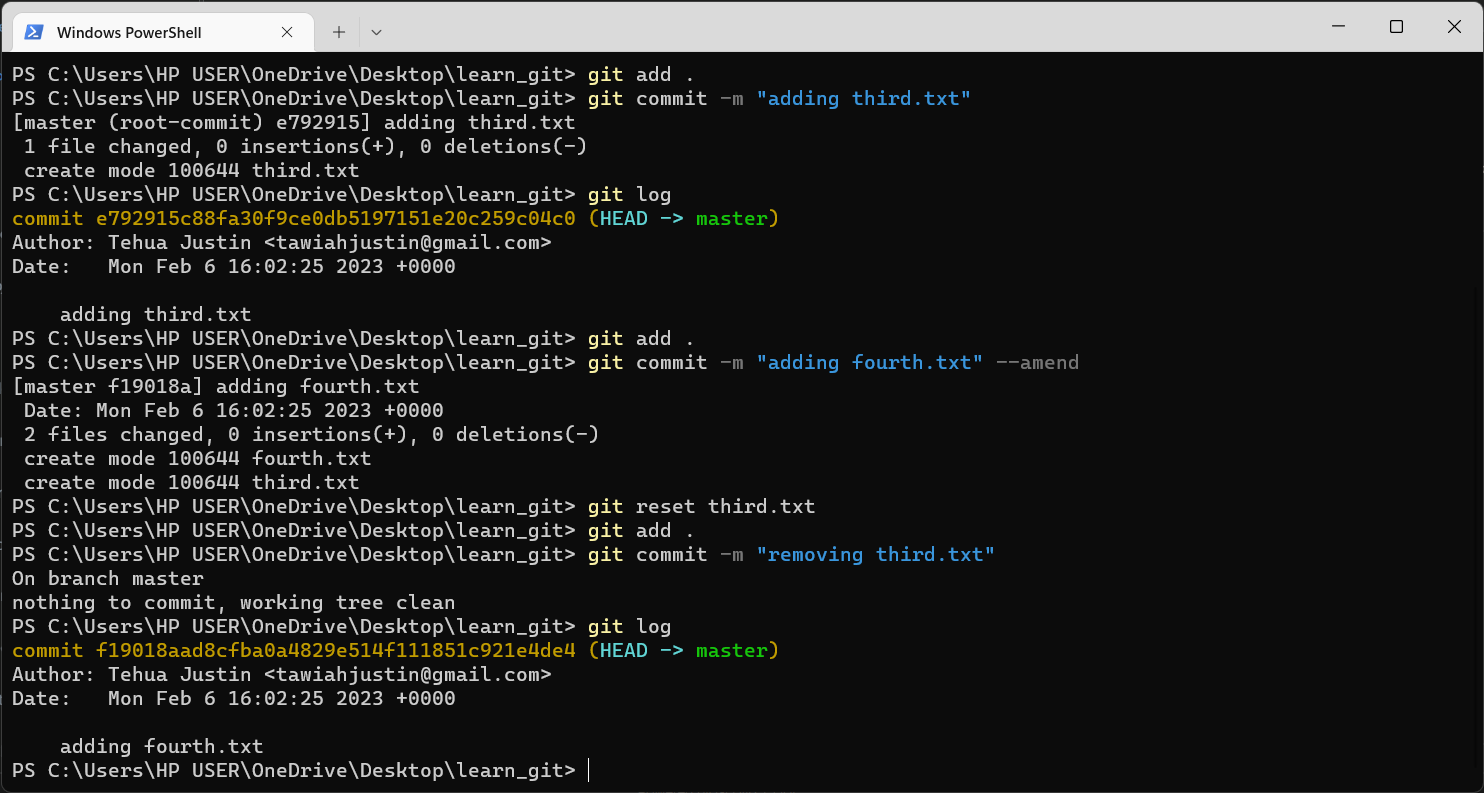 Windows PowerShell
PS C:\Users\HP USER\OneDrive\Desktop\learn_git> git add .
PS C:\Users\HP USER\OneDrive\Desktop\learn_git> git commit -m "adding third.txt"
[master (root-commit) e792915] adding third.txt
 1 file changed, 0 insertions(+), 0 deletions(-)
 create mode 100644 third.txt
PS C:\Users\HP USER\OneDrive\Desktop\learn_git> git log
commit e792915c88fa30f9ce0db5197151e20c259c04c0 (HEAD -> master)
Author: Tehua Justin <tawiahjustin@gmail.com>
Date:   Mon Feb 6 16:02:25 2023 +0000

    adding third.txt
PS C:\Users\HP USER\OneDrive\Desktop\learn_git> git add .
PS C:\Users\HP USER\OneDrive\Desktop\learn_git> git commit -m "adding fourth.txt" --amend
[master f19018a] adding fourth.txt
 Date: Mon Feb 6 16:02:25 2023 +0000
 2 files changed, 0 insertions(+), 0 deletions(-)
 create mode 100644 fourth.txt
 create mode 100644 third.txt
PS C:\Users\HP USER\OneDrive\Desktop\learn_git> git reset third.txt
PS C:\Users\HP USER\OneDrive\Desktop\learn_git> git add .
PS C:\Users\HP USER\OneDrive\Desktop\learn_git> git commit -m "removing third.txt"
On branch master
nothing to commit, working tree clean
PS C:\Users\HP USER\OneDrive\Desktop\learn_git> git log
commit f19018aad8cfba0a4829e514f111851c921e4de4 (HEAD -> master)
Author: Tehua Justin <tawiahjustin@gmail.com>
Date:   Mon Feb 6 16:02:25 2023 +0000

    adding fourth.txt
PS C:\Users\HP USER\OneDrive\Desktop\learn_git>